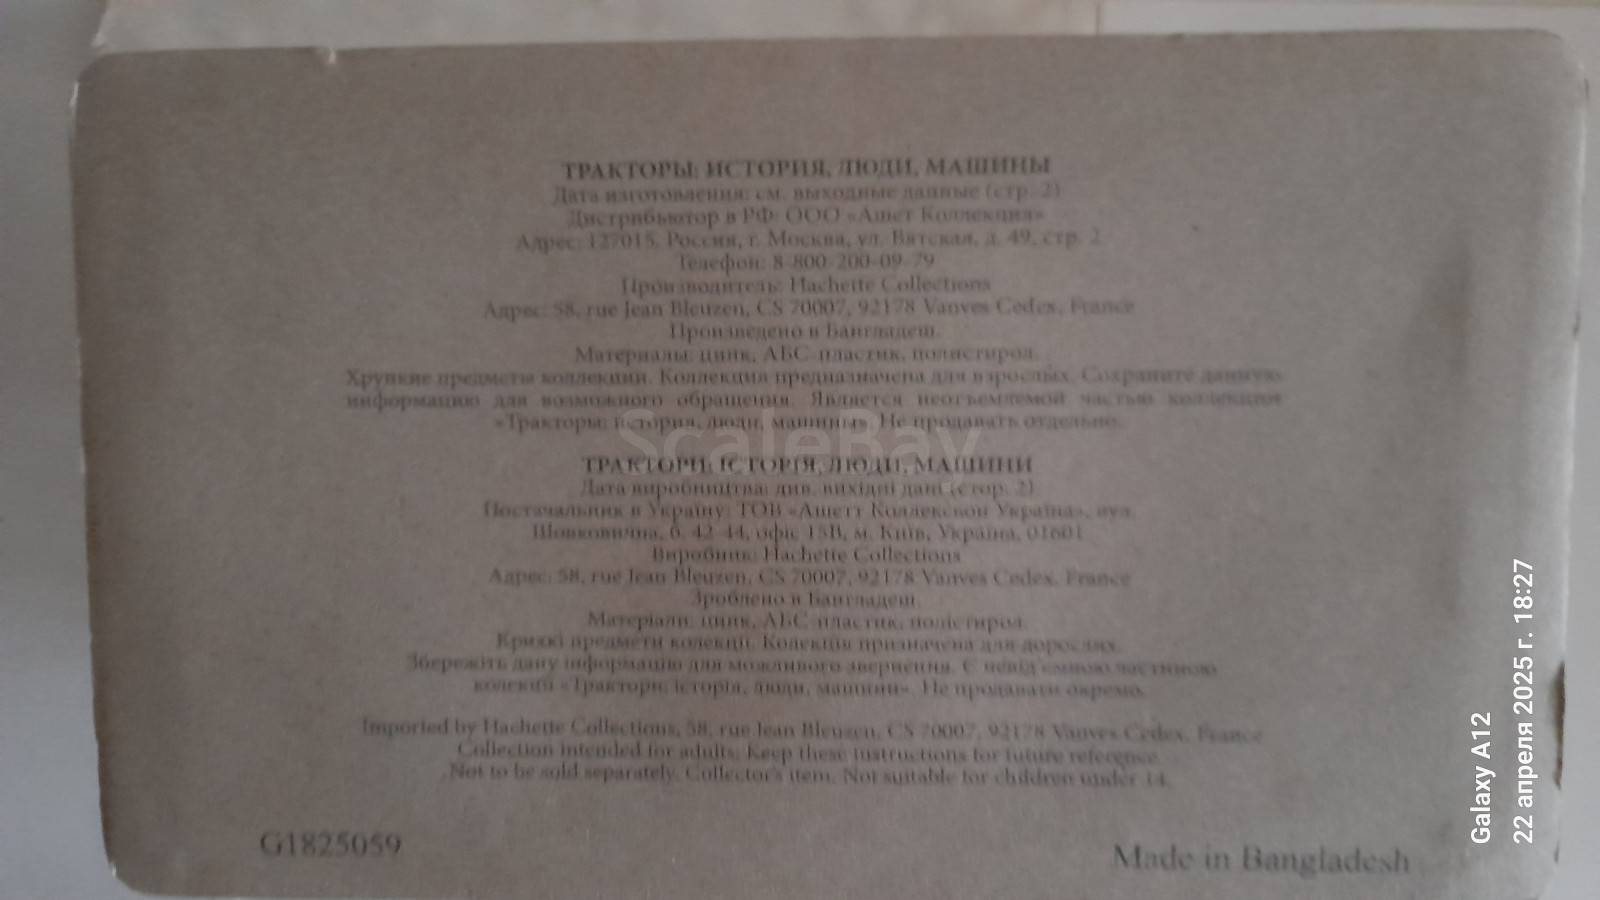 ТРАКТОРЫ: ИСТОРИЯ, ЛЮДИ, МАШИНЫ
Дата изготовления: см. выходные данные (стр. 2)
Дистрибьютор в РФ: ООО «Ашет Коллекция»
Адрес: 127015, Россия, г. Москва, ул. Вятская, д. 49, стр. 2
Телефон: 8-800-200-09-79
Производитель: Hachette Collections
Адрес: 58, rue Jean Bleuzen, CS 70007, 92178 Vanves Cedex, France
Произведено в Бангладеш.
Материалы: цинк, АБС-пластик, полистирол.
Хрупкие предметы коллекции. Коллекция предназначена для взрослых. Сохраните данную
информацию для возможного обращения. Является неотъемлемой частью коллекции
«Тракторы: история, люди, машины». Не продавать отдельно.
ScaleBay
ТРАКТОРИ: ІСТОРІЯ, ЛЮДИ, МАШИНИ
Дата виробництва: див. вихідні дані (стор. 2)
Постачальник в Україну: ТОВ «Ашетт Коллексьон Україна», вул.
Шовковична, б. 42-44, офіс 15В, м. Київ, Україна, 01601
Виробник: Hachette Collections
Адрес: 58, rue Jean Bleuzen, CS 70007, 92178 Vanves Cedex, France
Зроблено в Бангладеш.
Матеріали: цинк, АБС-пластик, полістирол.
Крихкі предмети колекції. Колекція призначена для дорослих.
Збережіть дану інформацію для можливого звернення. Є невід'ємною частиною
колекції «Трактори: історія, люди, машини». Не продавати окремо.
Imported by Hachette Collections, 58, rue Jean Bleuzen, CS 70007, 92178 Vanves Cedex, France
Collection intended for adults. Keep these instructions for future reference.
Not to be sold separately. Collector's item. Not suitable for children under 14.
G1825059
Made in Bangladesh
Galaxy A12
22 апреля 2025 г. 18:27